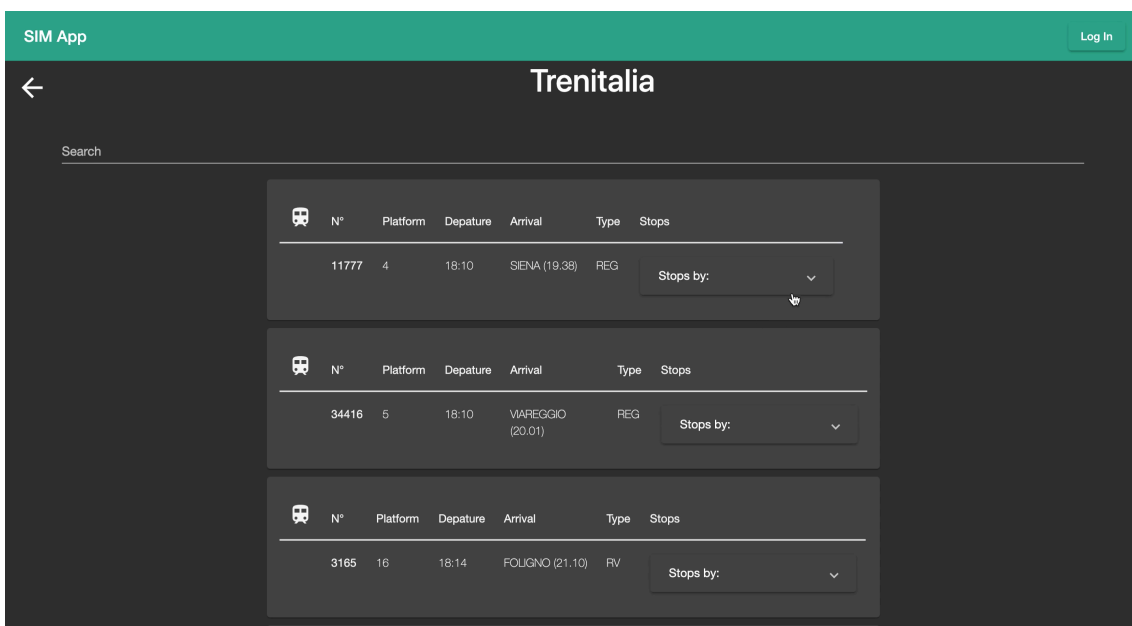 SIM App Log In
Trenitalia
Search
N° Platform Depature Arrival Type Stops
11777 4 18:10 SIENA (19.38) REG Stops by:
N° Platform Depature Arrival Type Stops
34416 5 18:10 VIAREGGIO REG Stops by:
(20.01)
N° Platform Depature Arrival Type Stops
3165 16 18:14 FOLIGNO (21.10) RV Stops by: